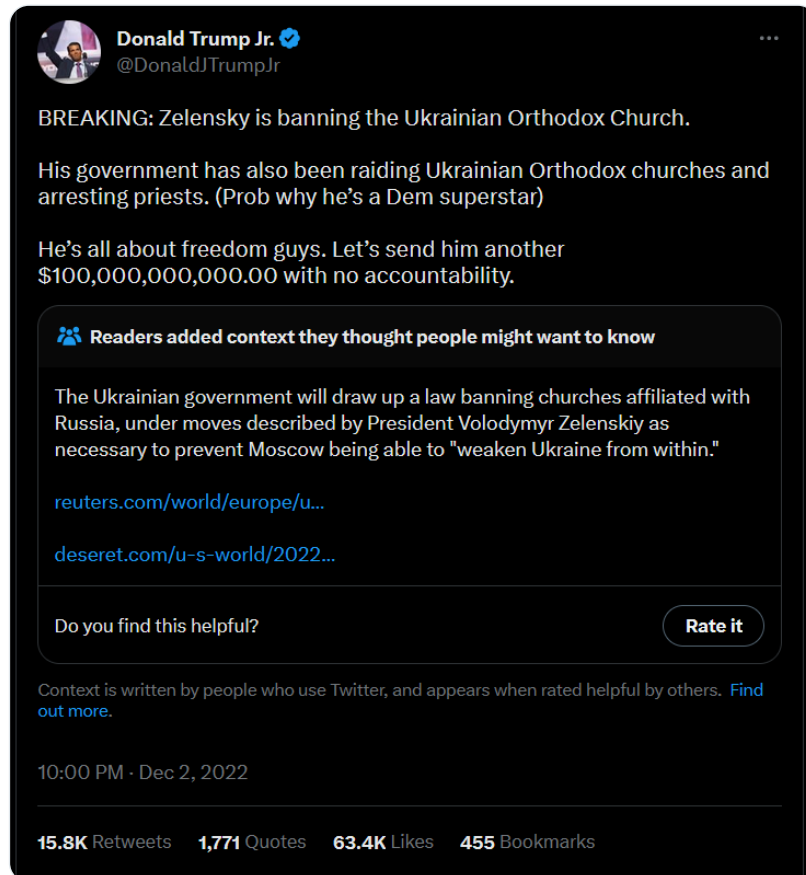 Donald Trump Jr.
@DonaldJTrumpJr
BREAKING: Zelensky is banning the Ukrainian Orthodox Church.
His government has also been raiding Ukrainian Orthodox churches and
arresting priests. (Prob why he's a Dem superstar)
He's all about freedom guys. Let's send him another
$100,000,000,000.00 with no accountability.
Readers added context they thought people might want to know
The Ukrainian government will draw up a law banning churches affiliated with
Russia, under moves described by President Volodymyr Zelenskiy as
necessary to prevent Moscow being able to "weaken Ukraine from within."
reuters.com/world/europe/u...
deseret.com/u-s-world/2022...
Do you find this helpful?
Rate it
Context is written by people who use Twitter, and appears when rated helpful by others. Find
out more.
10:00 PM · Dec 2, 2022
15.8K Retweets 1,771 Quotes 63.4K Likes 455 Bookmarks